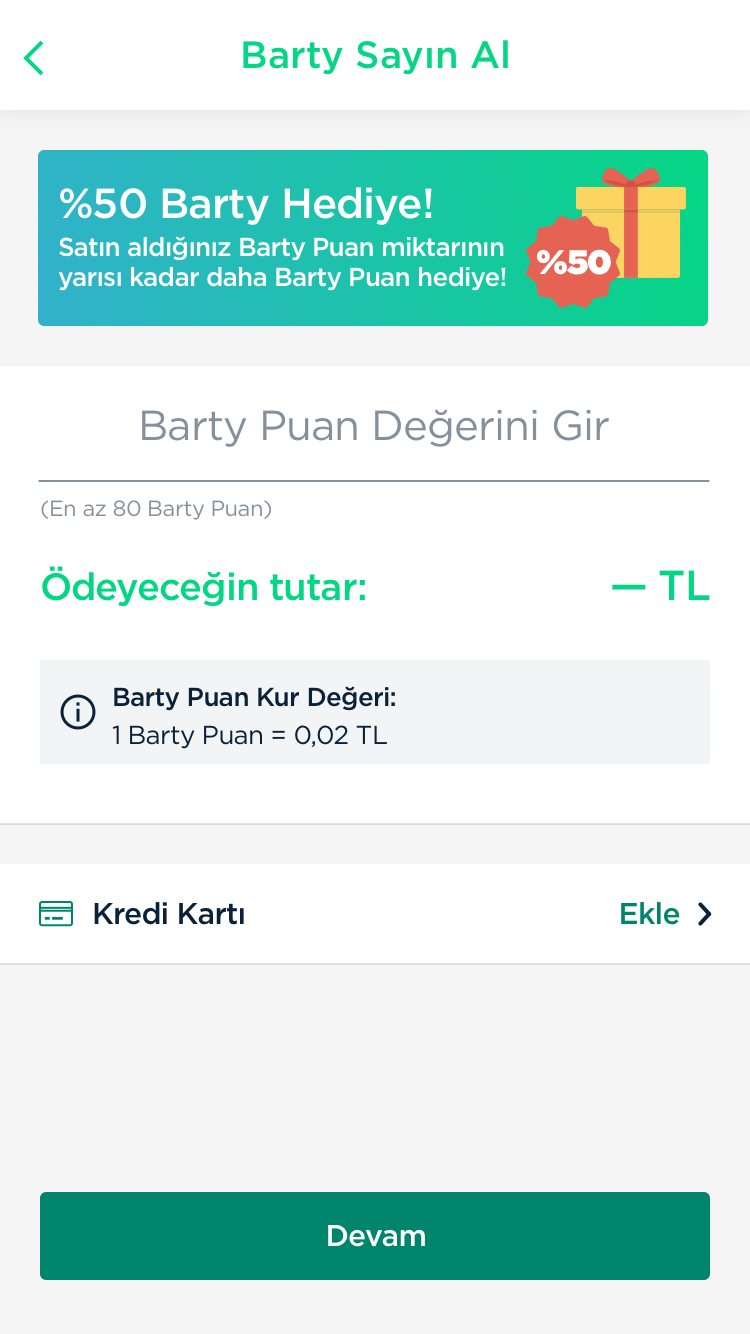 Barty Sayın Al
%50 Barty Hediye!
Satın aldığınız Barty Puan miktarının
yarısı kadar daha Barty Puan hediye!
%50
Barty Puan Değerini Gir
(En az 80 Barty Puan)
Ödeyeceğin tutar: — TL
Barty Puan Kur Değeri:
1 Barty Puan = 0,02 TL
Kredi Kartı Ekle
Devam